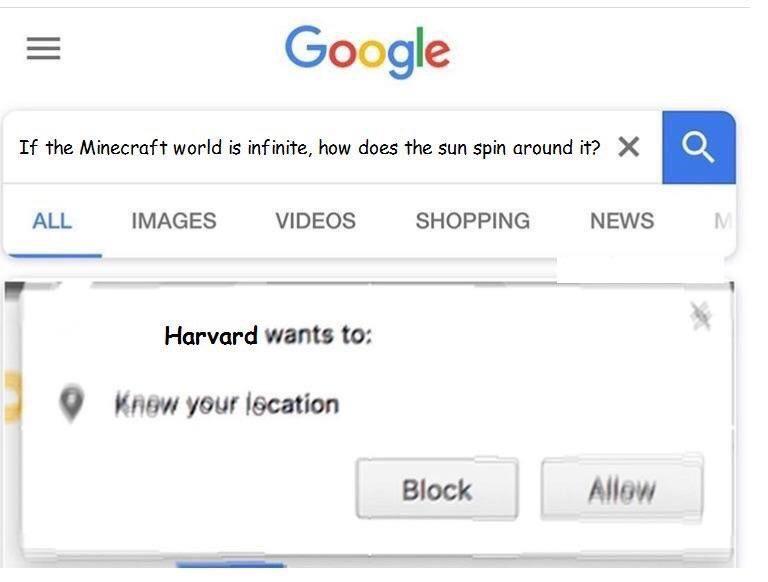 Google
If the Minecraft world is infinite, how does the sun spin around it?
ALL IMAGES VIDEOS SHOPPING NEWS M
Harvard wants to:
Know your location
Block Allow